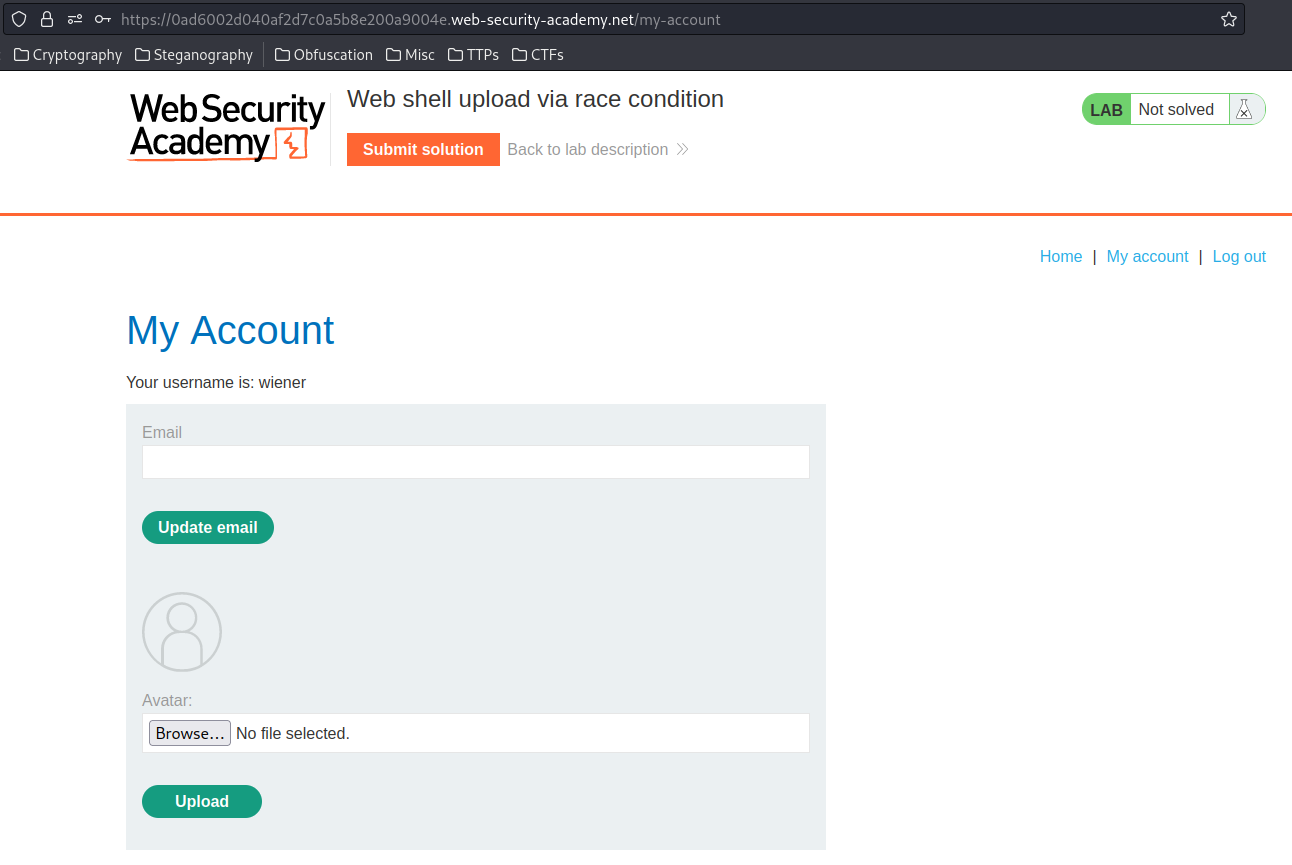 https://0ad6002d040af2d7c0a5b8e200a9004e.web-security-academy.net/my-account
Cryptography Steganography Obfuscation Misc TTPs CTFs
Web Security Academy
Web shell upload via race condition
LAB Not solved
Submit solution Back to lab description
Home | My account | Log out
My Account
Your username is: wiener
Email
Update email
Avatar:
Browse... No file selected.
Upload